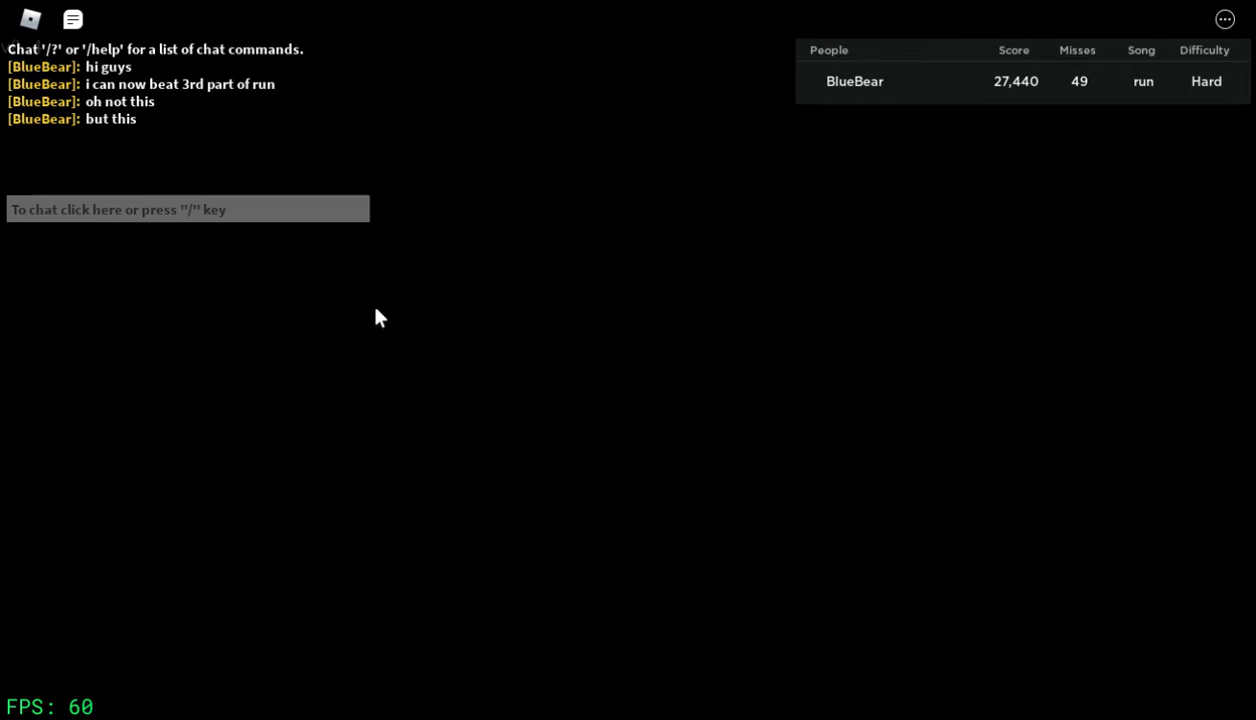 Chat '/?' or '/help' for a list of chat commands.
[BlueBear]: hi guys
[BlueBear]: i can now beat 3rd part of run
[BlueBear]: oh not this
[BlueBear]: but this
To chat click here or press "/" key
People Score Misses Song Difficulty
BlueBear 27,440 49 run Hard
FPS: 60